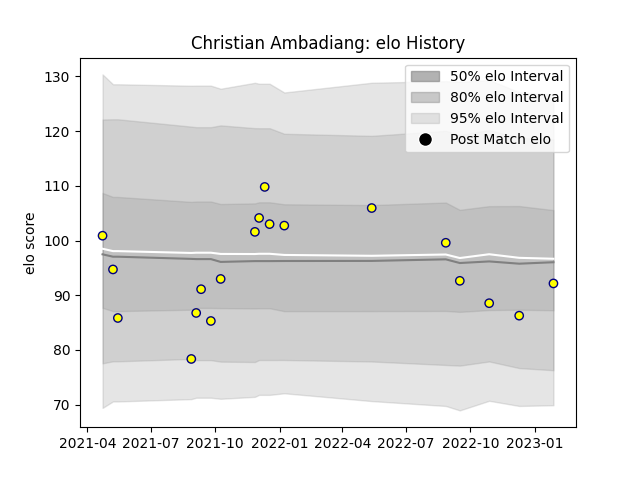 Christian Ambadiang: elo History
50% elo Interval
80% elo Interval
95% elo Interval
Post Match elo
elo score
130
120
110
100
90
80
70
2021-04 2021-07 2021-10 2022-01 2022-04 2022-07 2022-10 2023-01